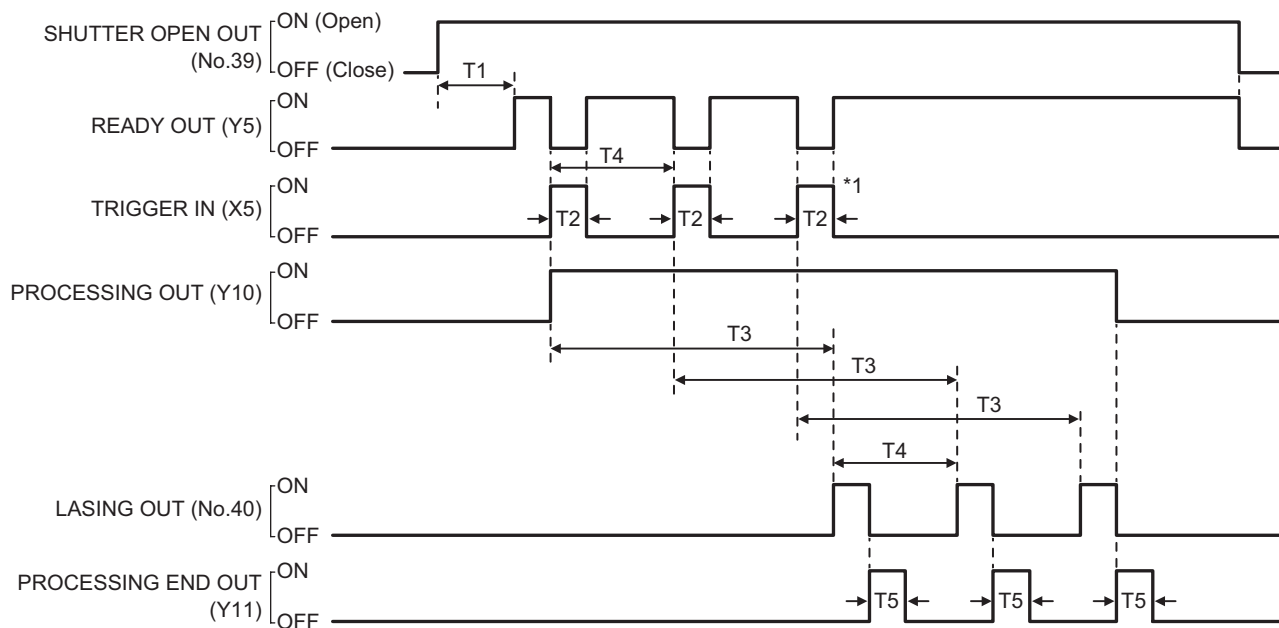 SHUTTER OPEN OUT
(No.39)
ON (Open)
OFF (Close)
T1
READY OUT (Y5)
ON
OFF
T4
TRIGGER IN (X5)
ON
OFF
T2
T2
T2
*1
PROCESSING OUT (Y10)
ON
OFF
T3
T3
T3
T4
LASING OUT (No.40)
ON
OFF
PROCESSING END OUT
(Y11)
ON
OFF
T5
T5
T5